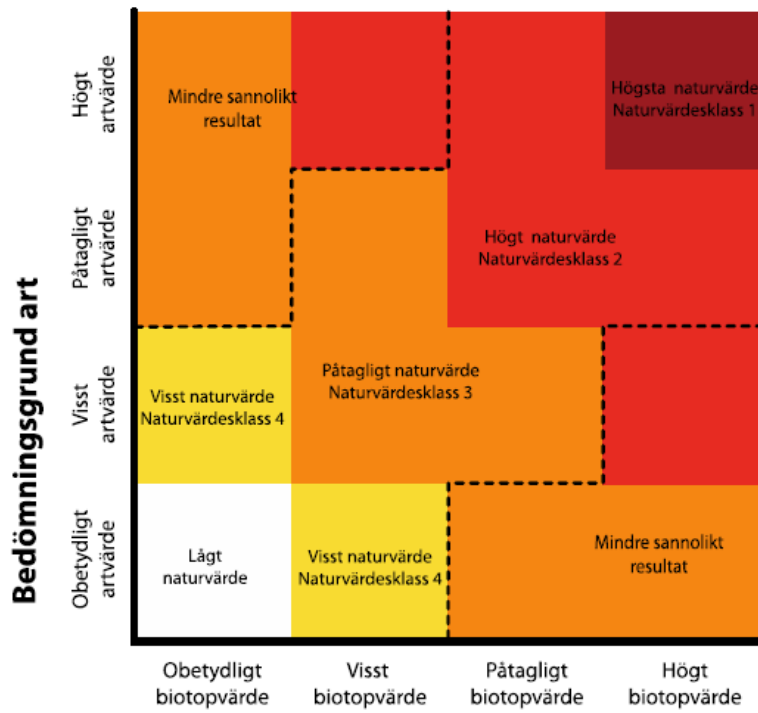 Bedömningsgrund art
Högt
artvärde
Påtagligt
artvärde
Visst
artvärde
Obetydligt
artvärde
Mindre sannolikt
resultat
Högsta naturvärde
Naturvärdesklass 1
Högt naturvärde
Naturvärdesklass 2
Påtagligt naturvärde
Naturvärdesklass 3
Visst naturvärde
Naturvärdesklass 4
Lågt
naturvärde
Visst naturvärde
Naturvärdesklass 4
Mindre sannolikt
resultat
Obetydligt
biotopvärde
Visst
biotopvärde
Påtagligt
biotopvärde
Högt
biotopvärde